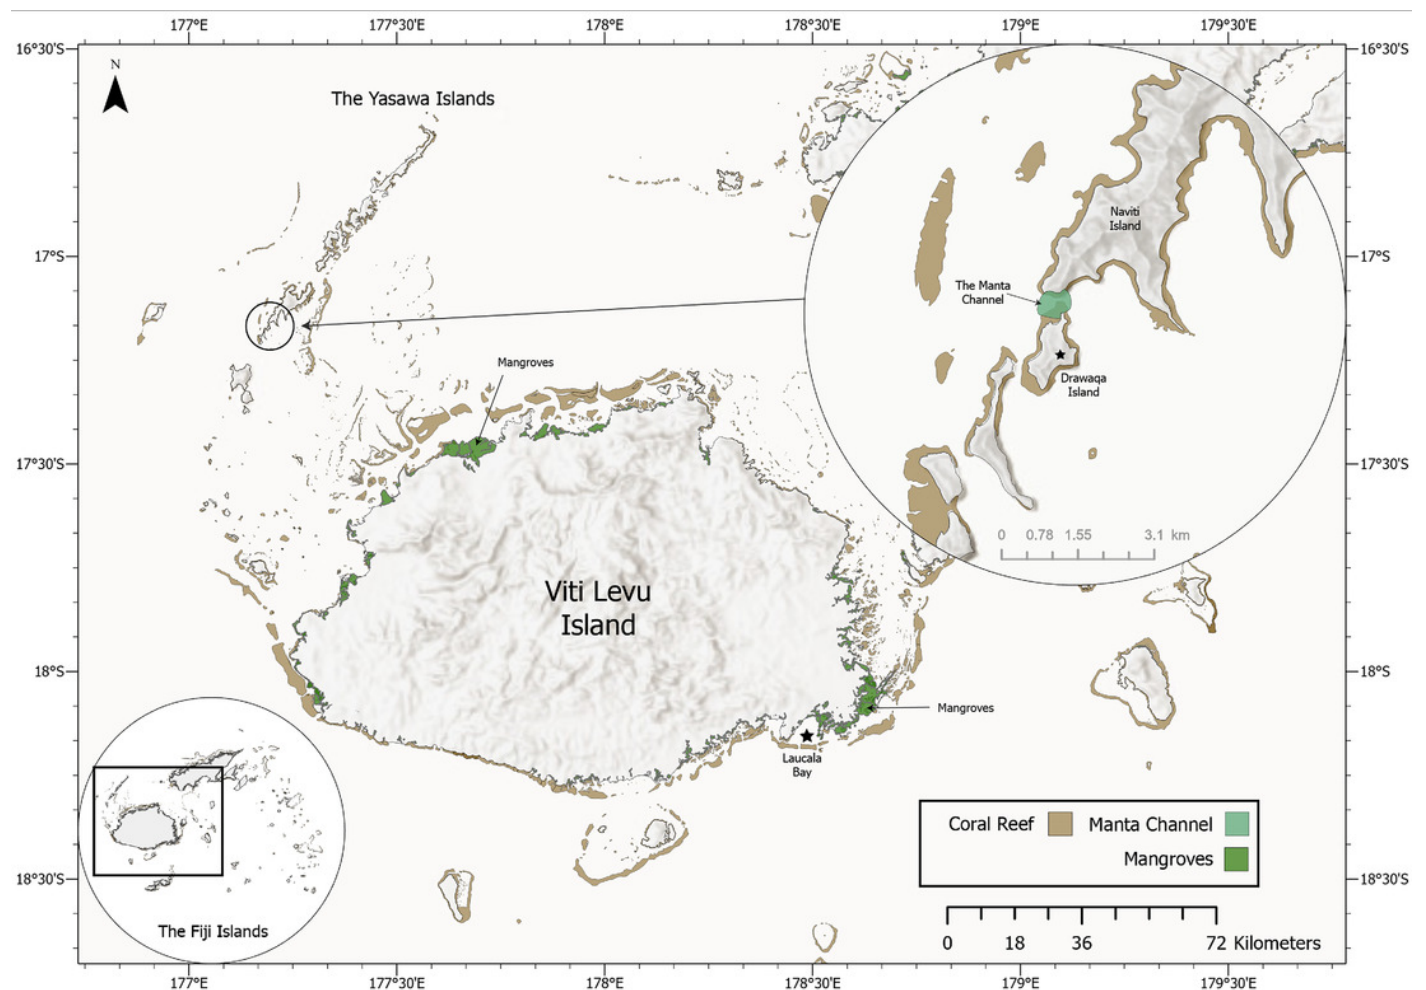 177°E 177°30'E 178°E 178°30'E 179°E 179°30'E
16°30'S 16°30'S
N
The Yasawa Islands
Naviti
Island
17°S 17°S
The Manta
Channel
Mangroves
Drawaqa
Island
17°30'S 17°30'S
0 0.78 1.55 3.1 km
Viti Levu
Island
18°S 18°S
Mangroves
Laucala
Bay
Coral Reef Manta Channel
Mangroves
18°30'S 18°30'S
The Fiji Islands
0 18 36 72 Kilometers
177°E 177°30'E 178°E 178°30'E 179°E 179°30'E